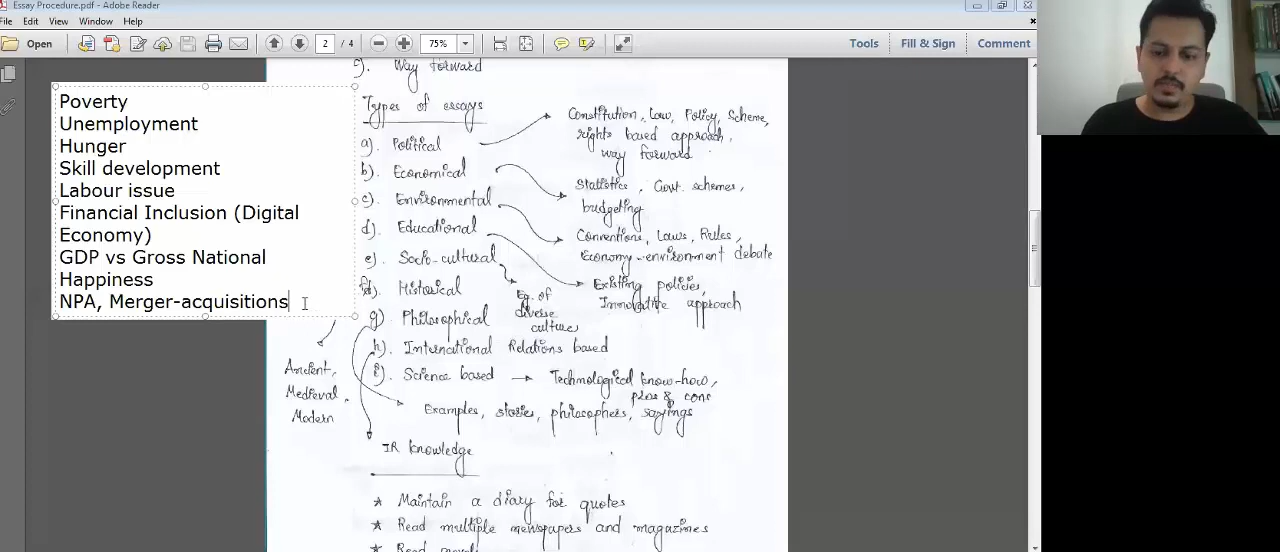 Essay Procedure.pdf - Adobe Reader
File Edit View Window Help
Open 2 / 4 75% Tools Fill & Sign Comment
Poverty
Unemployment
Hunger
Skill development
Labour issue
Financial Inclusion (Digital
Economy)
GDP vs Gross National
Happiness
NPA, Merger-acquisitions
Way forward
Types of essays
a). Political
b). Economical
c). Environmental
d). Educational
e). Socio-cultural
Historical
g). Philosophical
h). International Relations based
i). Science based → Technological know-how,
pros & cons
Constitution, Law, Policy, Scheme,
rights based approach,
way forward
Statistics, Govt. schemes,
budgeting
Conventions, Laws, Rules,
Economy-environment debate
Existing policies,
Innovative approach
Eg. of
diverse
cultures
Ancient,
Medieval,
Modern
Examples, stories, philosophers, sayings
IR knowledge
* Maintain a diary for quotes
* Read multiple newspapers and magazines
* Read